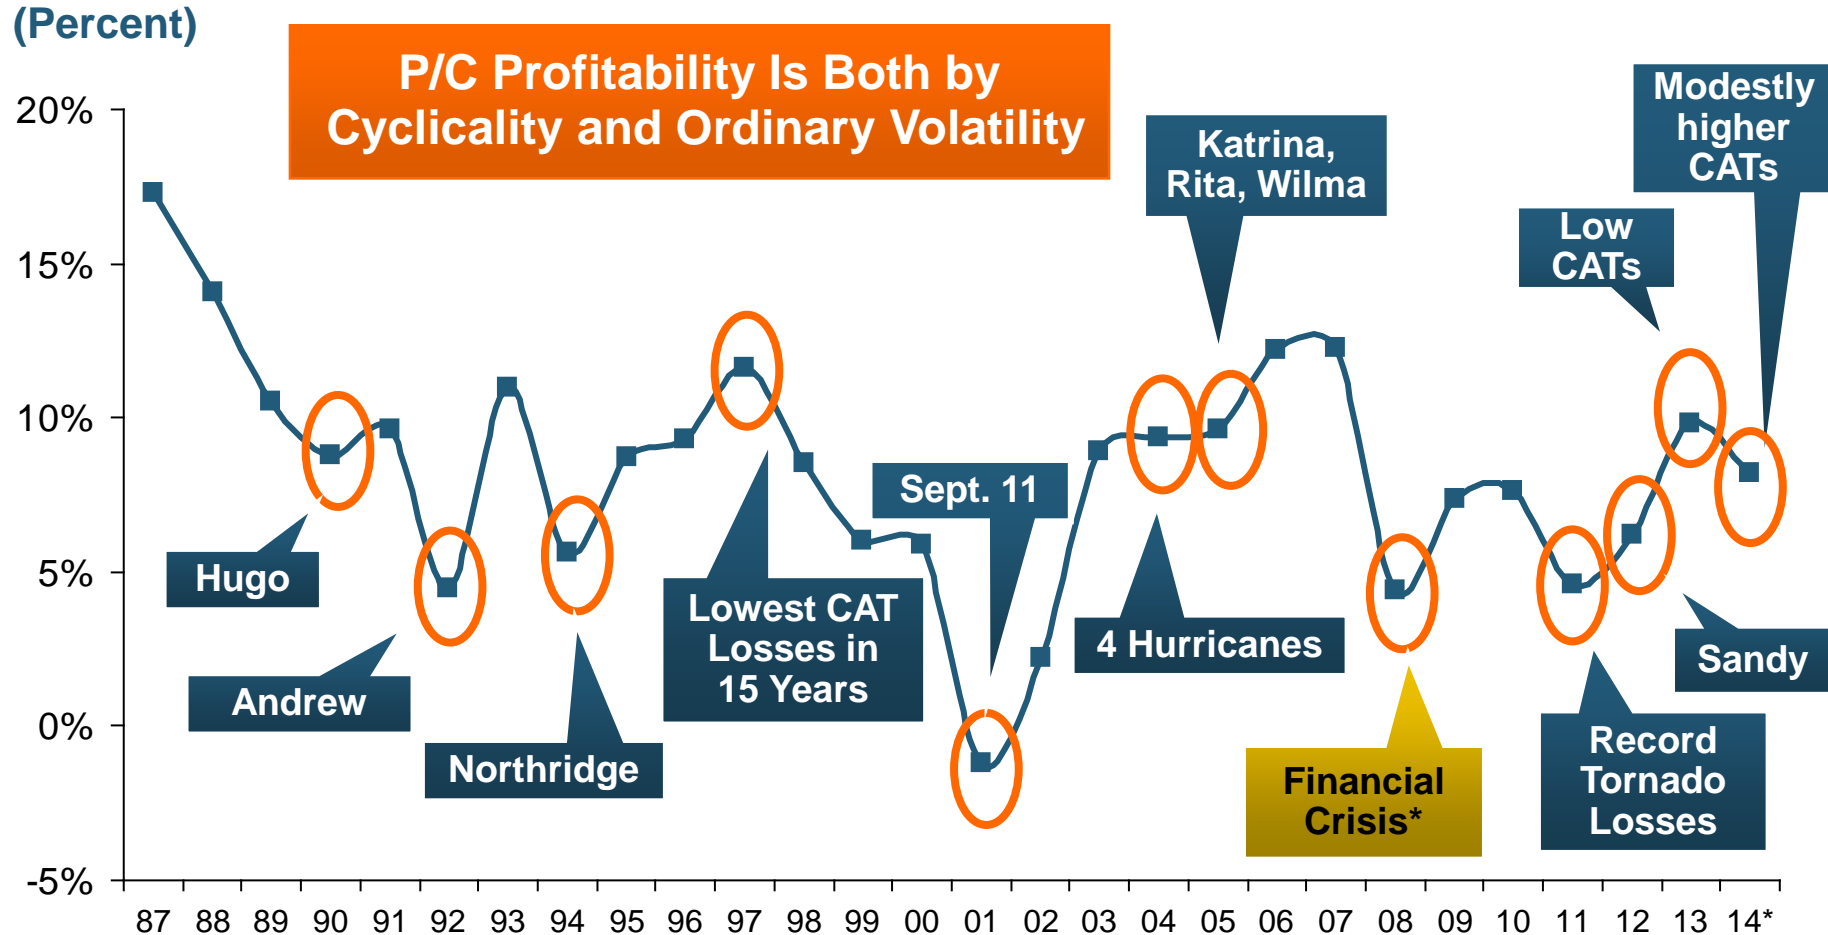 (Percent)
P/C Profitability Is Both by
Cyclicality and Ordinary Volatility
20%
15%
10%
5%
0%
-5%
Hugo
Andrew
Northridge
Lowest CAT
Losses in
15 Years
Sept. 11
4 Hurricanes
Katrina,
Rita, Wilma
Financial
Crisis*
Record
Tornado
Losses
Sandy
Low
CATs
Modestly
higher
CATs
87 88 89 90 91 92 93 94 95 96 97 98 99 00 01 02 03 04 05 06 07 08 09 10 11 12 13 14*